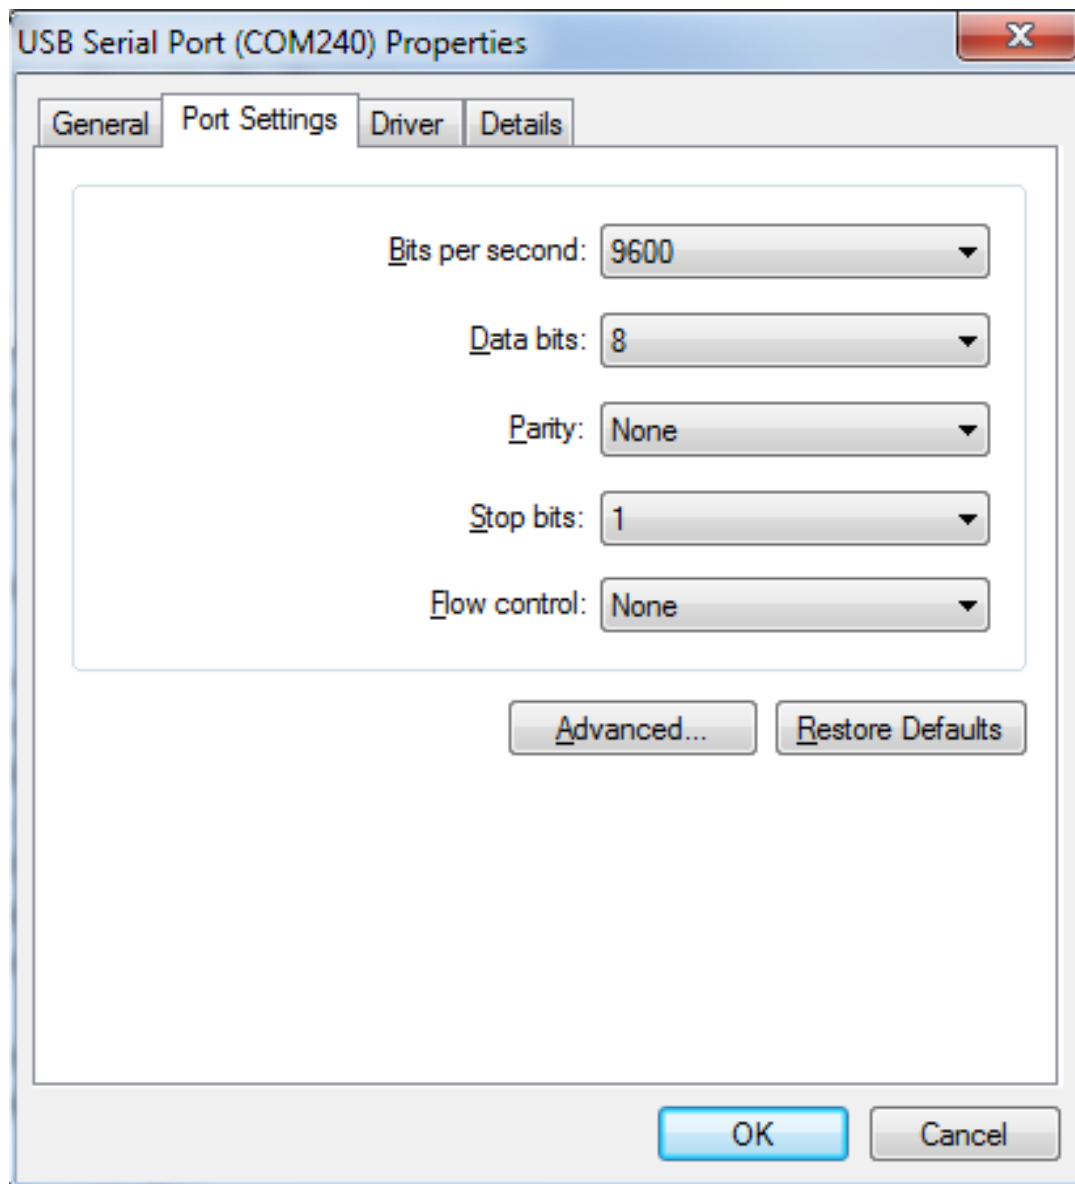 USB Serial Port (COM240) Properties
General Port Settings Driver Details
Bits per second: 9600
Data bits: 8
Parity: None
Stop bits: 1
Flow control: None
Advanced... Restore Defaults
OK Cancel